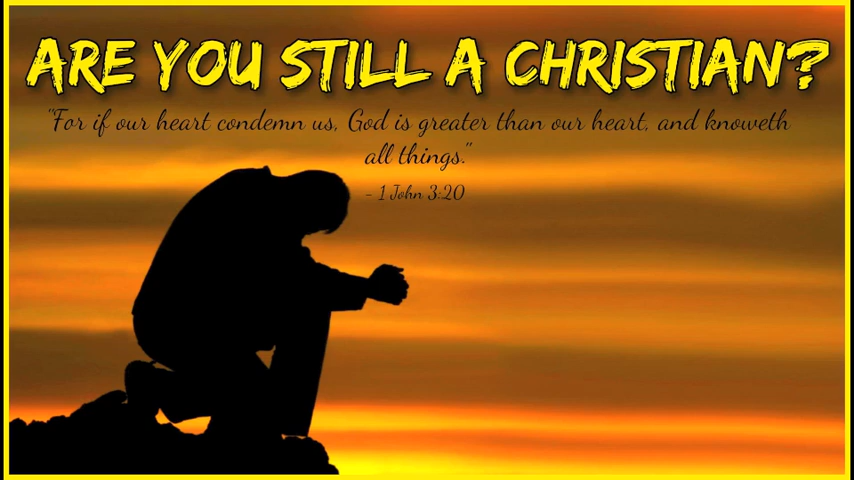 ARE YOU STILL A CHRISTIAN?
"For if our heart condemn us, God is greater than our heart, and knoweth
all things."
- 1 John 3:20